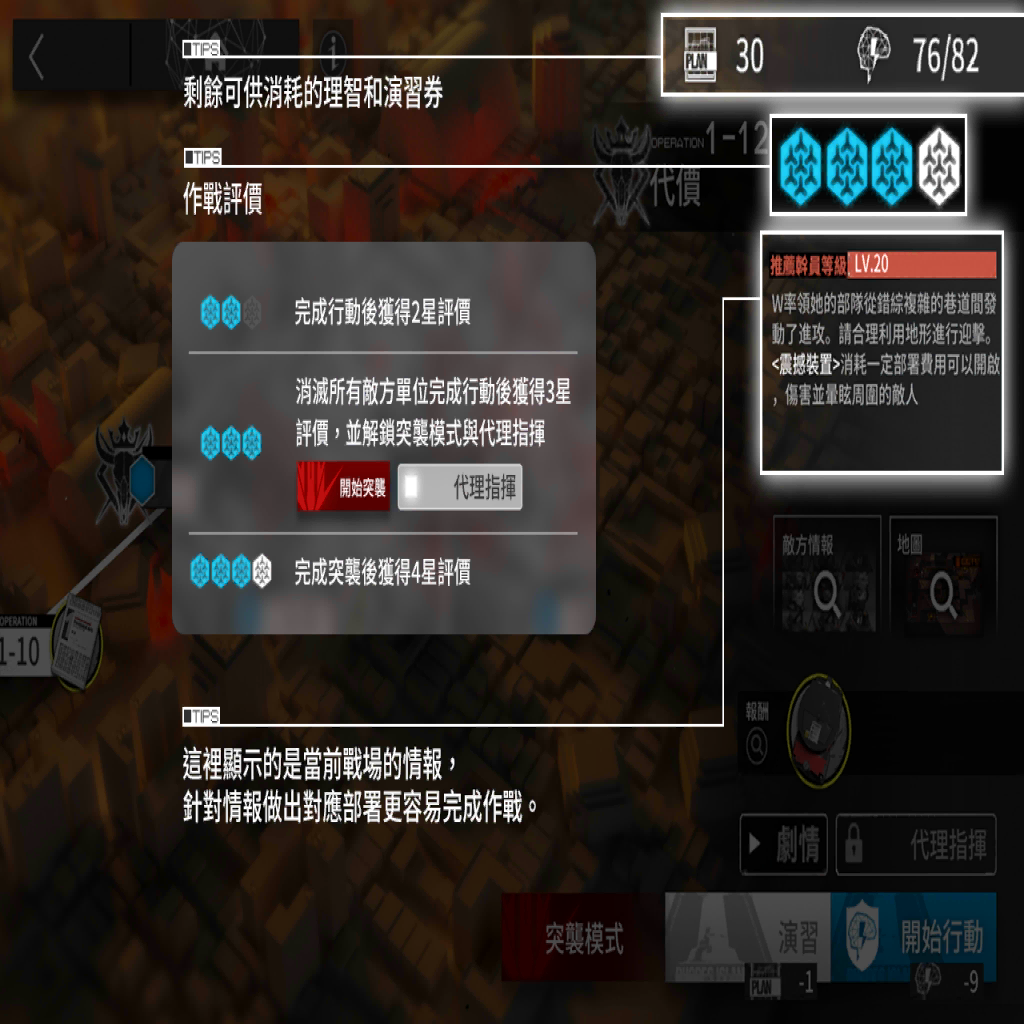 TIPS
PLAN 30 76/82
剩餘可供消耗的理智和演習券
TIPS
OPERATION 1-12
代價
作戰評價
推薦幹員等級 LV.20
W率領她的部隊從錯綜複雜的巷道間發
動了進攻。請合理利用地形進行迎擊。
<震撼裝置>消耗一定部署費用可以開啟
，傷害並暈眩周圍的敵人
完成行動後獲得2星評價
消滅所有敵方單位完成行動後獲得3星
評價，並解鎖突襲模式與代理指揮
開始突襲
代理指揮
完成突襲後獲得4星評價
敵方情報
地圖
OPERATION
1-10
TIPS
報酬
這裡顯示的是當前戰場的情報，
針對情報做出對應部署更容易完成作戰。
劇情
代理指揮
突襲模式
演習
開始行動
PLAN -1
-9